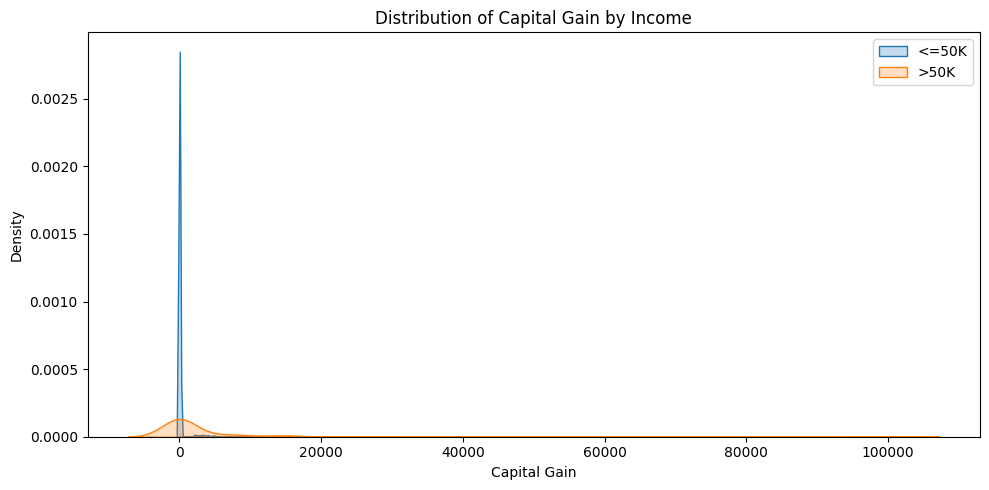 Distribution of Capital Gain by Income
<=50K
>50K
0.0025
0.0020
0.0015
0.0010
0.0005
0.0000
Density
0 20000 40000 60000 80000 100000
Capital Gain